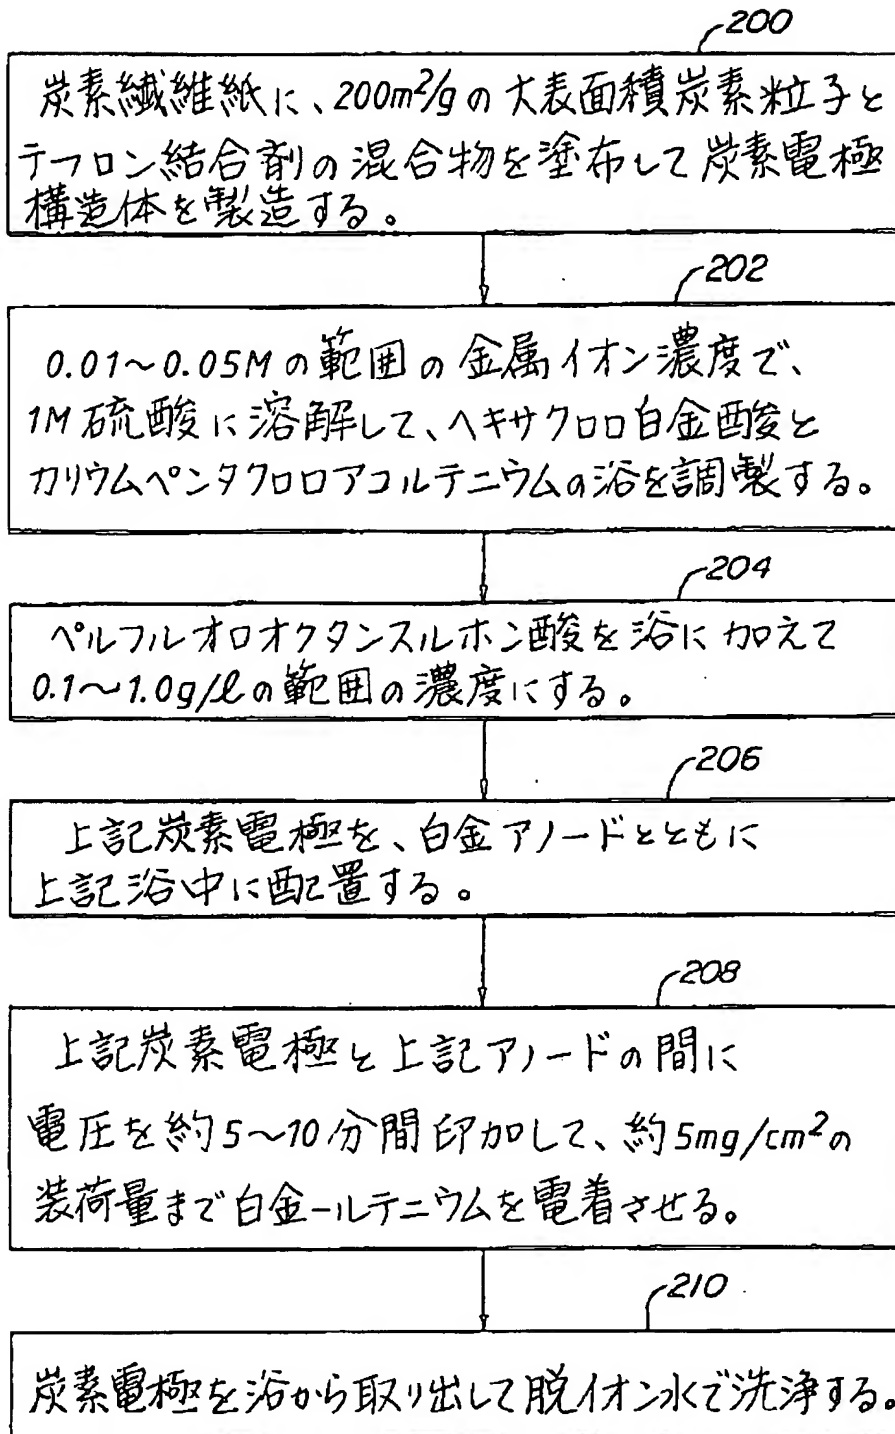 200
炭素繊維紙に、200m²/gの大表面積炭素粒子と
テフロン結合剤の混合物を塗布して炭素電極
構造体を製造する。
202
0.01~0.05Mの範囲の金属イオン濃度で、
1M硫酸に溶解して、ヘキサクロロ白金酸と
カリウムペンタクロロアコルテニウムの浴を調製する。
204
ペルフルオロオクタンスルホン酸を浴に加えて
0.1~1.0g/ℓの範囲の濃度にする。
206
上記炭素電極を、白金アノードとともに
上記浴中に配置する。
208
上記炭素電極と上記アノードの間に
電圧を約5~10分間印加して、約5mg/cm²の
装荷量まで白金-ルテニウムを電着させる。
210
炭素電極を浴から取り出して脱イオン水で洗浄する。